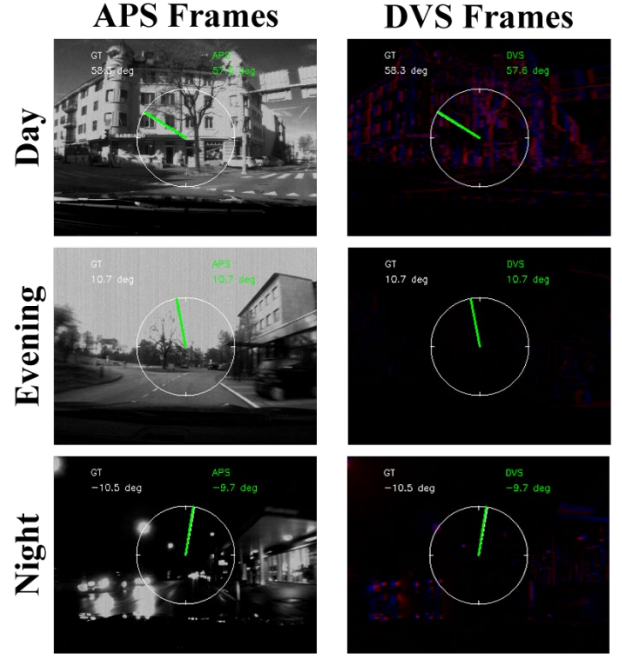 APS Frames DVS Frames
Day
GT APS
58.3 deg 57.6 deg
GT DVS
58.3 deg 57.6 deg
Evening
GT APS
10.7 deg 10.7 deg
GT DVS
10.7 deg 10.7 deg
Night
GT APS
-10.5 deg -9.7 deg
GT DVS
-10.5 deg -9.7 deg